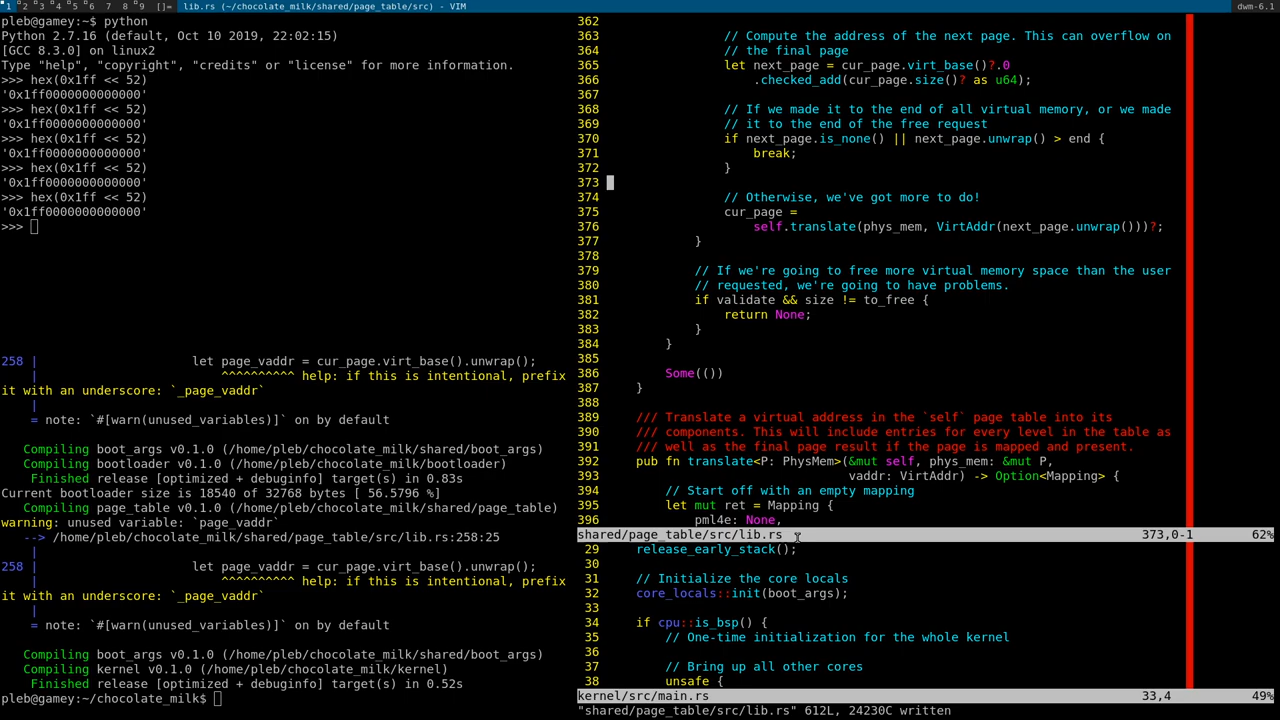 1 2 3 4 5 6 7 8 9 []= lib.rs (~/chocolate_milk/shared/page_table/src) - VIM dwm-6.1
pleb@gamey:~$ python
Python 2.7.16 (default, Oct 10 2019, 22:02:15)
[GCC 8.3.0] on linux2
Type "help", "copyright", "credits" or "license" for more information.
>>> hex(0x1ff << 52)
'0x1ff0000000000000'
>>> hex(0x1ff << 52)
'0x1ff0000000000000'
>>> hex(0x1ff << 52)
'0x1ff0000000000000'
>>> hex(0x1ff << 52)
'0x1ff0000000000000'
>>> hex(0x1ff << 52)
'0x1ff0000000000000'
>>>
258 |                     let page_vaddr = cur_page.virt_base().unwrap();
    |                         ^^^^^^^^^^ help: if this is intentional, prefix
it with an underscore: `_page_vaddr`
    |
    = note: `#[warn(unused_variables)]` on by default
   Compiling boot_args v0.1.0 (/home/pleb/chocolate_milk/shared/boot_args)
   Compiling bootloader v0.1.0 (/home/pleb/chocolate_milk/bootloader)
    Finished release [optimized + debuginfo] target(s) in 0.83s
Current bootloader size is 18540 of 32768 bytes [ 56.5796 %]
   Compiling page_table v0.1.0 (/home/pleb/chocolate_milk/shared/page_table)
warning: unused variable: `page_vaddr`
   --> /home/pleb/chocolate_milk/shared/page_table/src/lib.rs:258:25
    |
258 |                     let page_vaddr = cur_page.virt_base().unwrap();
    |                         ^^^^^^^^^^ help: if this is intentional, prefix
it with an underscore: `_page_vaddr`
    |
    = note: `#[warn(unused_variables)]` on by default
   Compiling boot_args v0.1.0 (/home/pleb/chocolate_milk/shared/boot_args)
   Compiling kernel v0.1.0 (/home/pleb/chocolate_milk/kernel)
    Finished release [optimized + debuginfo] target(s) in 0.52s
pleb@gamey:~/chocolate_milk$
362
363                 // Compute the address of the next page. This can overflow on
364                 // the final page
365                 let next_page = cur_page.virt_base()?.0
366                     .checked_add(cur_page.size()? as u64);
367
368                 // If we made it to the end of all virtual memory, or we made
369                 // it to the end of the free request
370                 if next_page.is_none() || next_page.unwrap() > end {
371                     break;
372                 }
373
374                 // Otherwise, we've got more to do!
375                 cur_page =
376                     self.translate(phys_mem, VirtAddr(next_page.unwrap()))?;
377             }
378
379             // If we're going to free more virtual memory space than the user
380             // requested, we're going to have problems.
381             if validate && size != to_free {
382                 return None;
383             }
384         }
385
386         Some(())
387     }
388
389     /// Translate a virtual address in the `self` page table into its
390     /// components. This will include entries for every level in the table as
391     /// well as the final page result if the page is mapped and present.
392     pub fn translate<P: PhysMem>(&mut self, phys_mem: &mut P,
393                                  vaddr: VirtAddr) -> Option<Mapping> {
394         // Start off with an empty mapping
395         let mut ret = Mapping {
396             pml4e: None,
shared/page_table/src/lib.rs 373,0-1 62%
29     release_early_stack();
30
31     // Initialize the core locals
32     core_locals::init(boot_args);
33
34     if cpu::is_bsp() {
35         // One-time initialization for the whole kernel
36
37         // Bring up all other cores
38         unsafe {
kernel/src/main.rs 33,4 49%
"shared/page_table/src/lib.rs" 612L, 24230C written